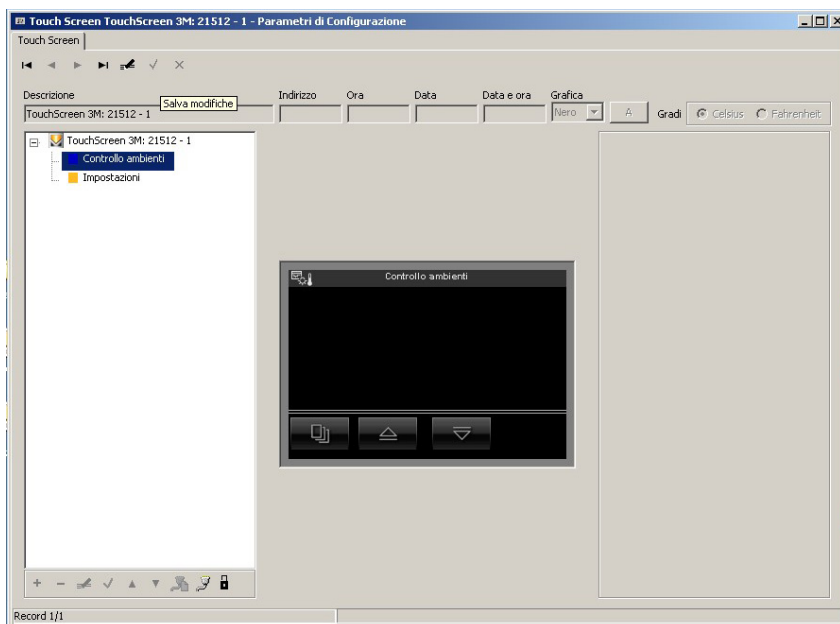 Touch Screen TouchScreen 3M: 21512 - 1 - Parametri di Configurazione
Touch Screen
Descrizione Indirizzo Ora Data Data e ora Grafica
Salva modifiche
TouchScreen 3M: 21512 - 1 Nero A Gradi Celsius Fahrenheit
TouchScreen 3M: 21512 - 1
Controllo ambienti
Impostazioni
Controllo ambienti
Record 1/1